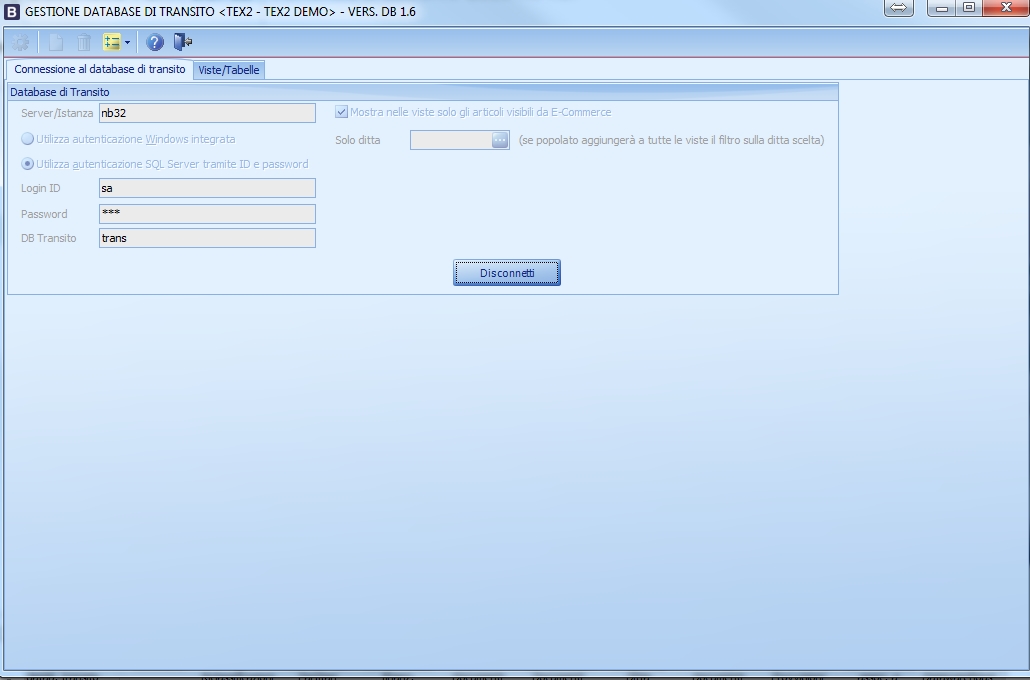 B GESTIONE DATABASE DI TRANSITO <TEX2 - TEX2 DEMO> - VERS. DB 1.6
Connessione al database di transito Viste/Tabelle
Database di Transito
Server/Istanza nb32
Mostra nelle viste solo gli articoli visibili da E-Commerce
Utilizza autenticazione Windows integrata
Solo ditta ... (se popolato aggiungerà a tutte le viste il filtro sulla ditta scelta)
Utilizza autenticazione SQL Server tramite ID e password
Login ID sa
Password ***
DB Transito trans
Disconnetti